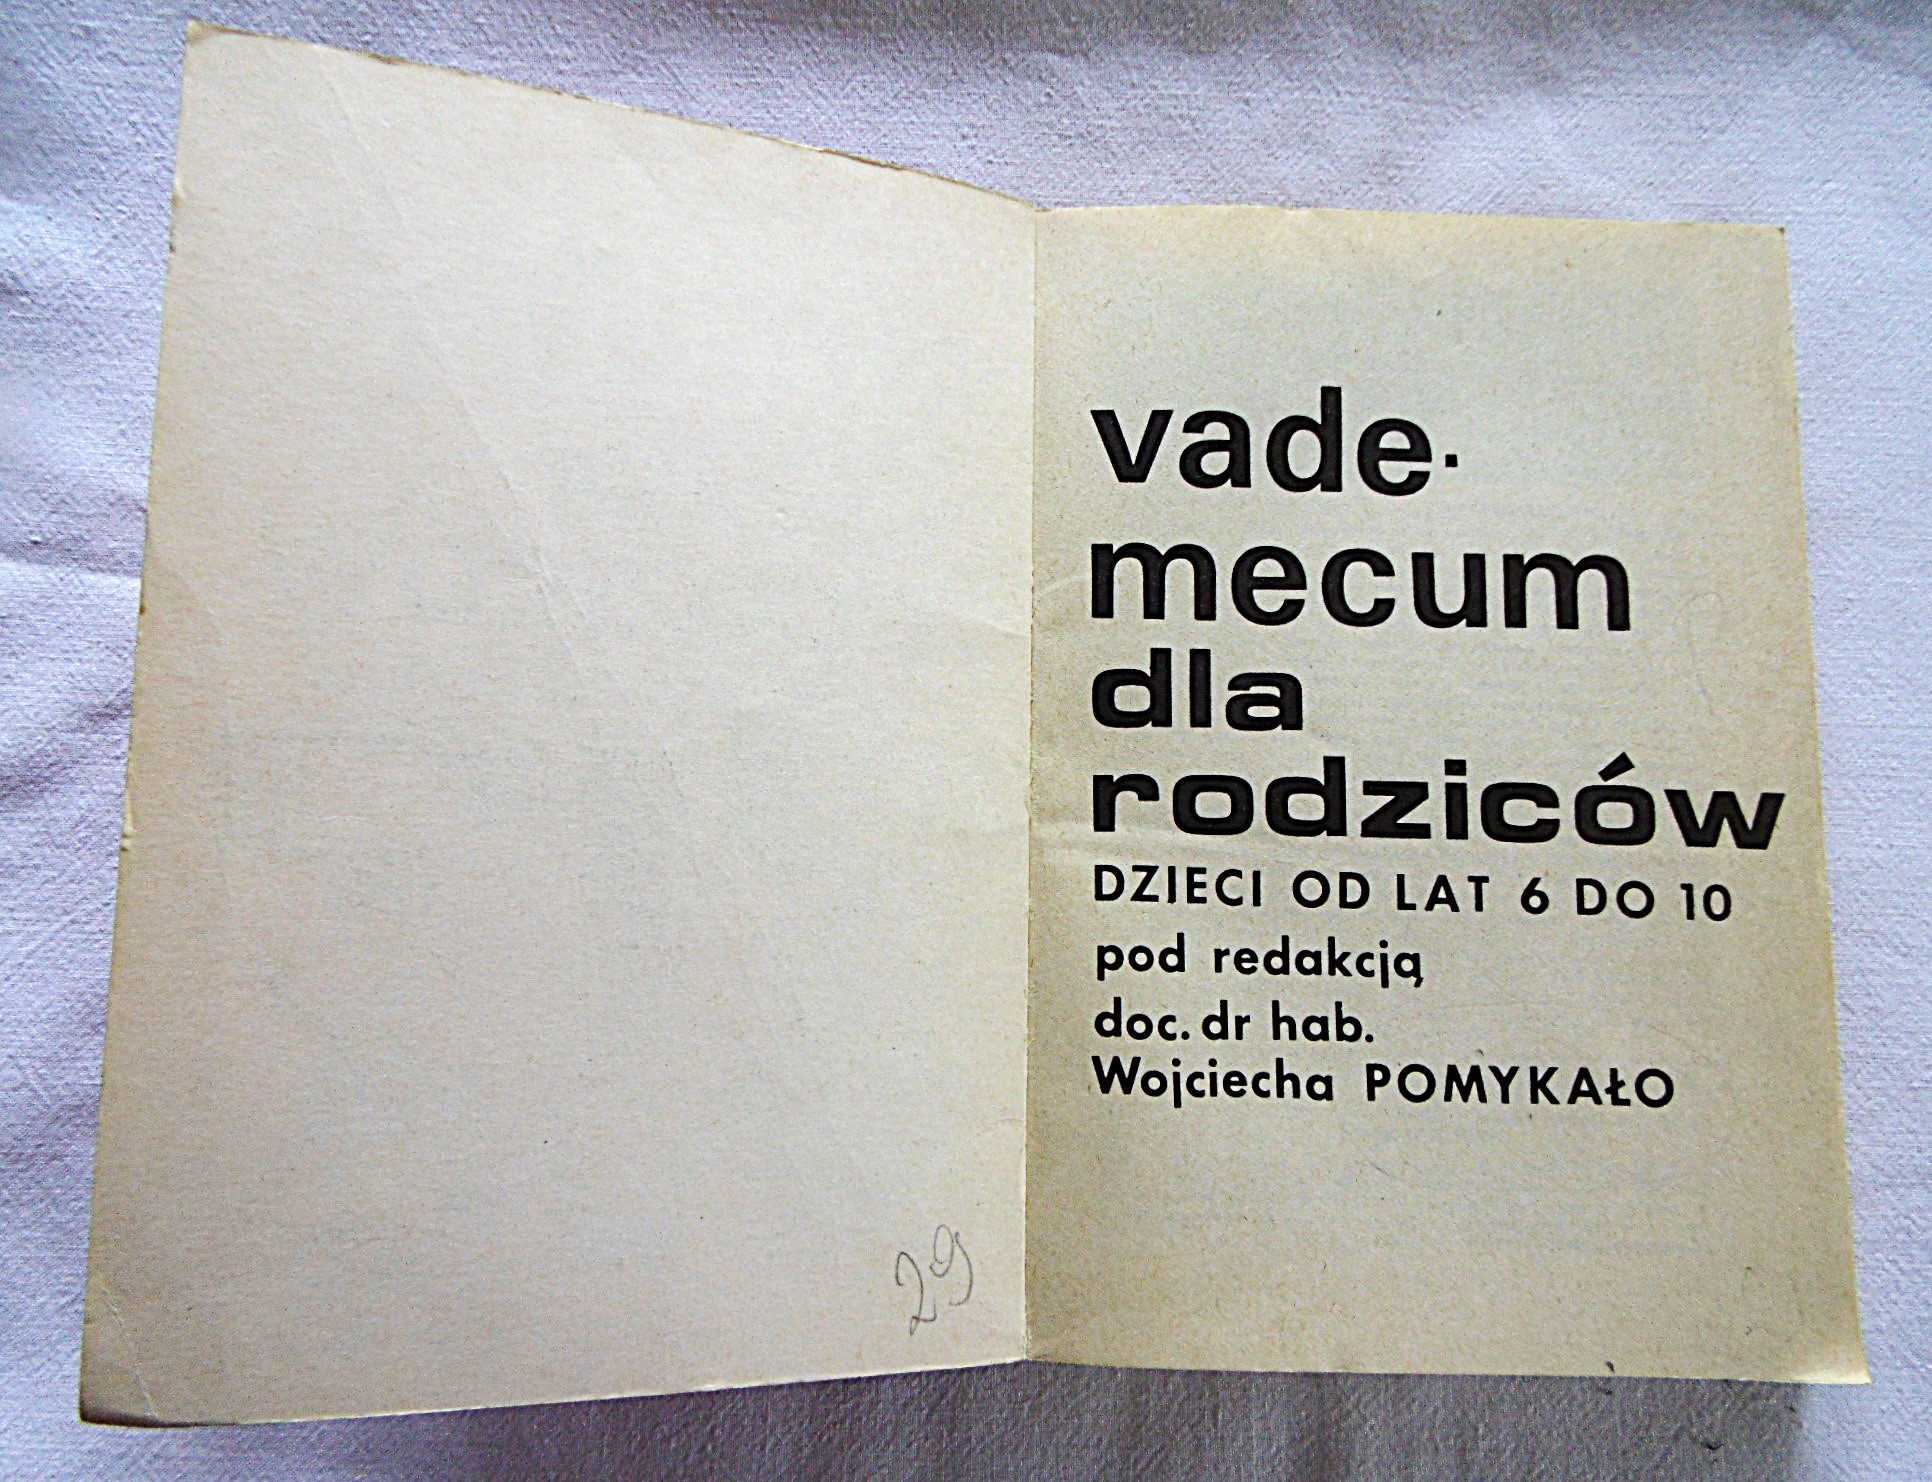 29
vade·
mecum
dla
rodziców
DZIECI OD LAT 6 DO 10
pod redakcją
doc. dr hab.
Wojciecha POMYKAŁO